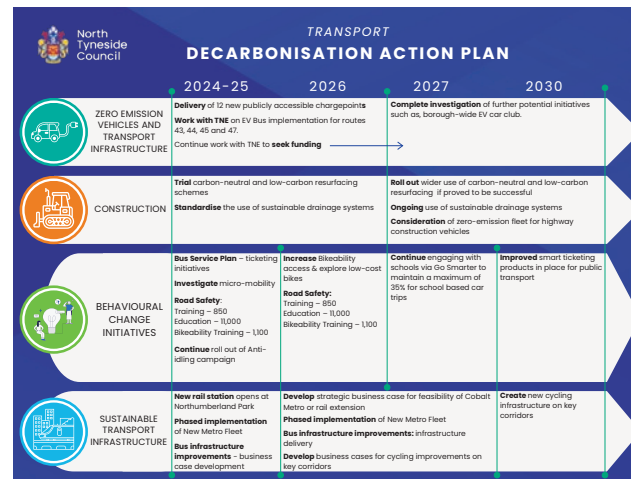 North
Tyneside
Council
TRANSPORT
DECARBONISATION ACTION PLAN
2024-25
2026
2027
2030
ZERO EMISSION
VEHICLES AND
TRANSPORT
INFRASTRUCTURE
Delivery of 12 new publicly accessible chargepoints
Work with TNE on EV Bus implementation for routes
43, 44, 45 and 47.
Continue work with TNE to seek funding
Complete investigation of further potential initiatives
such as, borough-wide EV car club.
CONSTRUCTION
Trial carbon-neutral and low-carbon resurfacing
schemes
Standardise the use of sustainable drainage systems
Roll out wider use of carbon-neutral and low-carbon
resurfacing if proved to be successful
Ongoing use of sustainable drainage systems
Consideration of zero-emission fleet for highway
construction vehicles
BEHAVIOURAL
CHANGE
INITIATIVES
Bus Service Plan – ticketing
initiatives
Investigate micro-mobility
Road Safety:
Training – 850
Education – 11,000
Bikeability Training – 1,100
Continue roll out of Anti-
idling campaign
Increase Bikeability
access & explore low-cost
bikes
Road Safety:
Training – 850
Education – 11,000
Bikeability Training – 1,100
Continue engaging with
schools via Go Smarter to
maintain a maximum of
35% for school based car
trips
Improved smart ticketing
products in place for public
transport
SUSTAINABLE
TRANSPORT
INFRASTRUCTURE
New rail station opens at
Northumberland Park
Phased implementation
of New Metro Fleet
Bus infrastructure
improvements - business
case development
Develop strategic business case for feasibility of Cobalt
Metro or rail extension
Phased implementation of New Metro Fleet
Bus infrastructure improvements: infrastructure
delivery
Develop business cases for cycling improvements on
key corridors
Create new cycling
infrastructure on key
corridors